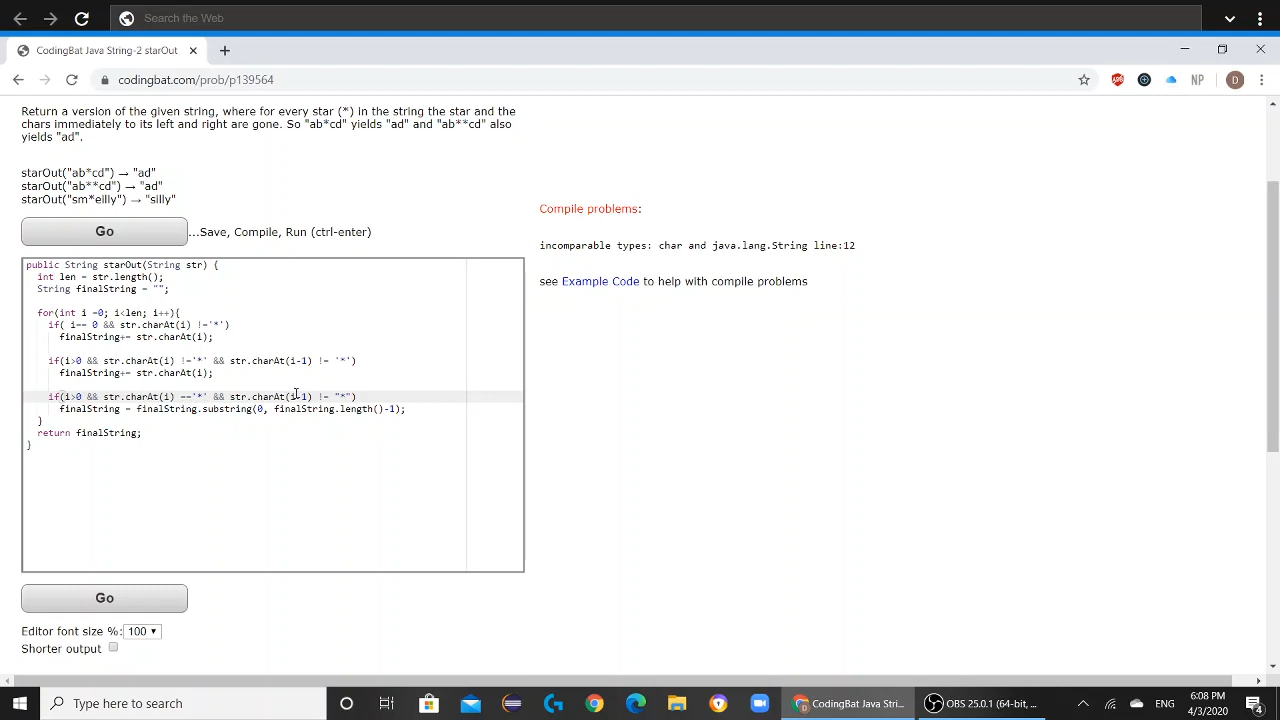 Search the Web
CodingBat Java String-2 starOut
codingbat.com/prob/p139564
NP
D
Return a version of the given string, where for every star (*) in the string the star and the
chars immediately to its left and right are gone. So "ab*cd" yields "ad" and "ab**cd" also
yields "ad".
starOut("ab*cd") → "ad"
starOut("ab**cd") → "ad"
starOut("sm*eilly") → "silly"
Go
...Save, Compile, Run (ctrl-enter)
public String starOut(String str) {
int len = str.length();
String finalString = "";
for(int i =0; i<len; i++){
if( i== 0 && str.charAt(i) !='*')
finalString+= str.charAt(i);
if(i>0 && str.charAt(i) !='*' && str.charAt(i-1) != '*')
finalString+= str.charAt(i);
if(i>0 && str.charAt(i) =='*' && str.charAt(i-1) != "*")
finalString = finalString.substring(0, finalString.length()-1);
}
return finalString;
}
Compile problems:
incomparable types: char and java.lang.String line:12
see Example Code to help with compile problems
Go
Editor font size %: 100
Shorter output
Type here to search
CodingBat Java Stri...
OBS 25.0.1 (64-bit, ...
ENG
6:08 PM
4/3/2020
4